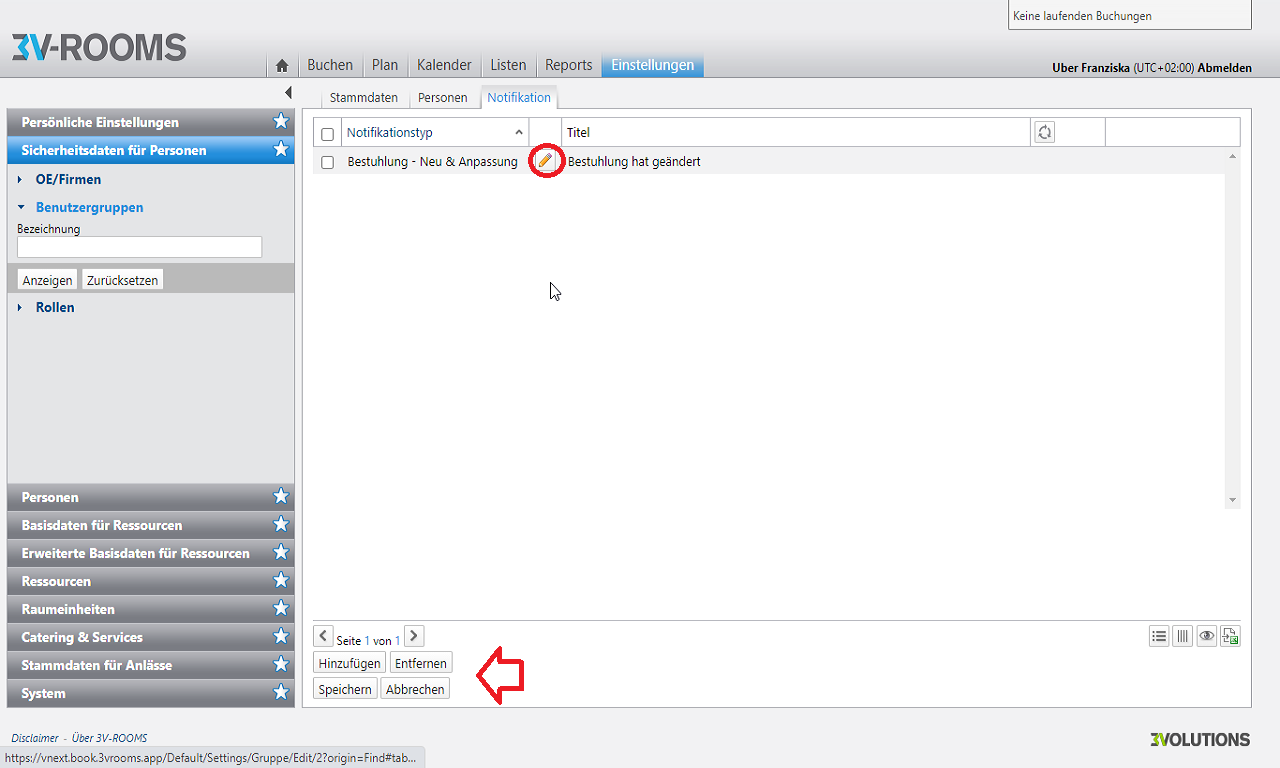 Keine laufenden Buchungen
3V-ROOMS
Buchen Plan Kalender Listen Reports Einstellungen
Uber Franziska (UTC+02:00) Abmelden
Stammdaten Personen Notifikation
Persönliche Einstellungen
Sicherheitsdaten für Personen
OE/Firmen
Benutzergruppen
Bezeichnung
Anzeigen Zurücksetzen
Rollen
Personen
Basisdaten für Ressourcen
Erweiterte Basisdaten für Ressourcen
Ressourcen
Raumeinheiten
Catering & Services
Stammdaten für Anlässe
System
Notifikationstyp Titel
Bestuhlung - Neu & Anpassung Bestuhlung hat geändert
Seite 1 von 1
Hinzufügen Entfernen
Speichern Abbrechen
Disclaimer - Über 3V-ROOMS
3VOLUTIONS
https://vnext.book.3vrooms.app/Default/Settings/Gruppe/Edit/2?origin=Find#tab...